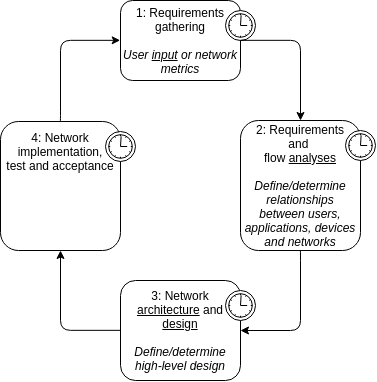 1: Requirements
gathering
User input or network
metrics
2: Requirements
and
flow analyses
Define/determine
relationships
between users,
applications, devices
and networks
3: Network
architecture and
design
Define/determine
high-level design
4: Network
implementation,
test and acceptance